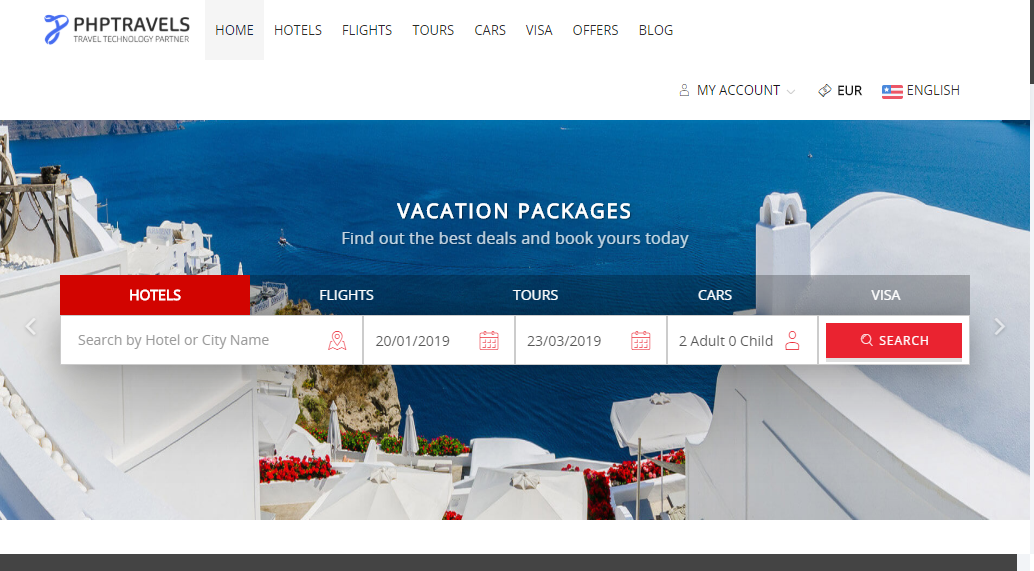 PHPTRAVELS
TRAVEL TECHNOLOGY PARTNER
HOME HOTELS FLIGHTS TOURS CARS VISA OFFERS BLOG
MY ACCOUNT EUR ENGLISH
VACATION PACKAGES
Find out the best deals and book yours today
HOTELS FLIGHTS TOURS CARS VISA
Search by Hotel or City Name 20/01/2019 23/03/2019 2 Adult 0 Child SEARCH